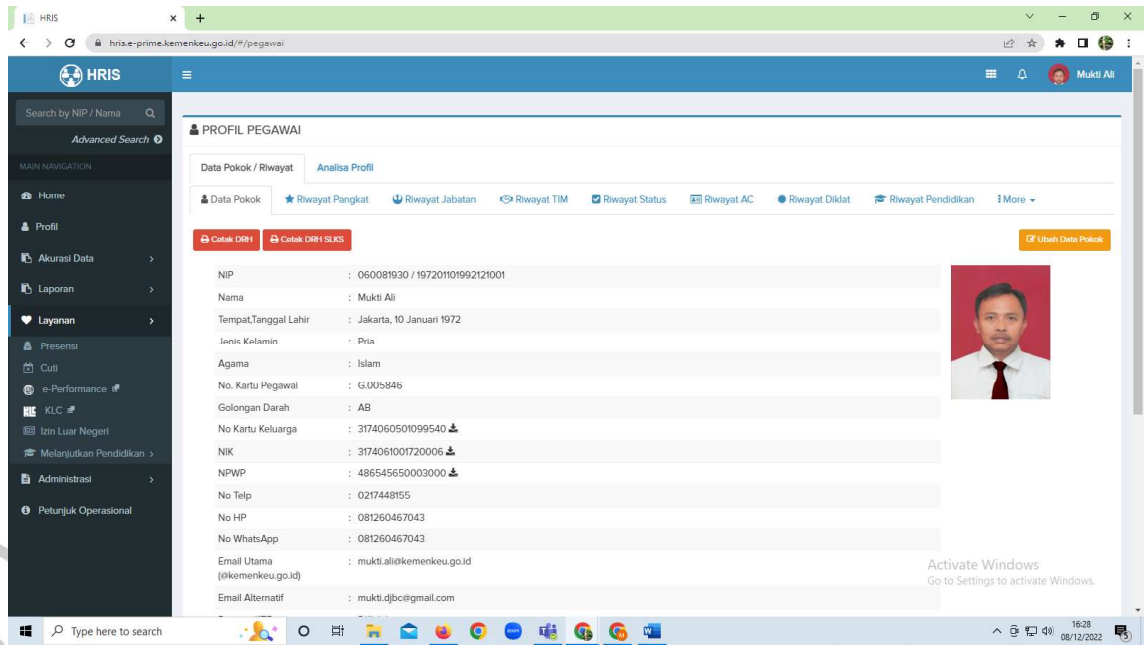 HRIS
hris.e-prime.kemenkeu.go.id/#/pegawai
HRIS
Mukti Ali
Search by NIP / Nama
Advanced Search
MAIN NAVIGATION
Home
Profil
Akurasi Data
Laporan
Layanan
Presensi
Cuti
e-Performance
KLC
Izin Luar Negeri
Melanjutkan Pendidikan
Administrasi
Petunjuk Operasional
PROFIL PEGAWAI
Data Pokok / Riwayat Analisa Profil
Data Pokok Riwayat Pangkat Riwayat Jabatan Riwayat TIM Riwayat Status Riwayat AC Riwayat Diklat Riwayat Pendidikan More
Cetak DRH Cetak DRH SLKS Ubah Data Pokok
NIP : 060081930 / 197201101992121001
Nama : Mukti Ali
Tempat,Tanggal Lahir : Jakarta, 10 Januari 1972
Jenis Kelamin : Pria
Agama : Islam
No. Kartu Pegawai : G.005846
Golongan Darah : AB
No Kartu Keluarga : 3174060501099540
NIK : 3174061001720006
NPWP : 486545650003000
No Telp : 0217448155
No HP : 081260467043
No WhatsApp : 081260467043
Email Utama : mukti.ali@kemenkeu.go.id
(@kemenkeu.go.id)
Email Alternatif : mukti.djbc@gmail.com
Activate Windows
Go to Settings to activate Windows.
Type here to search
16:28
08/12/2022